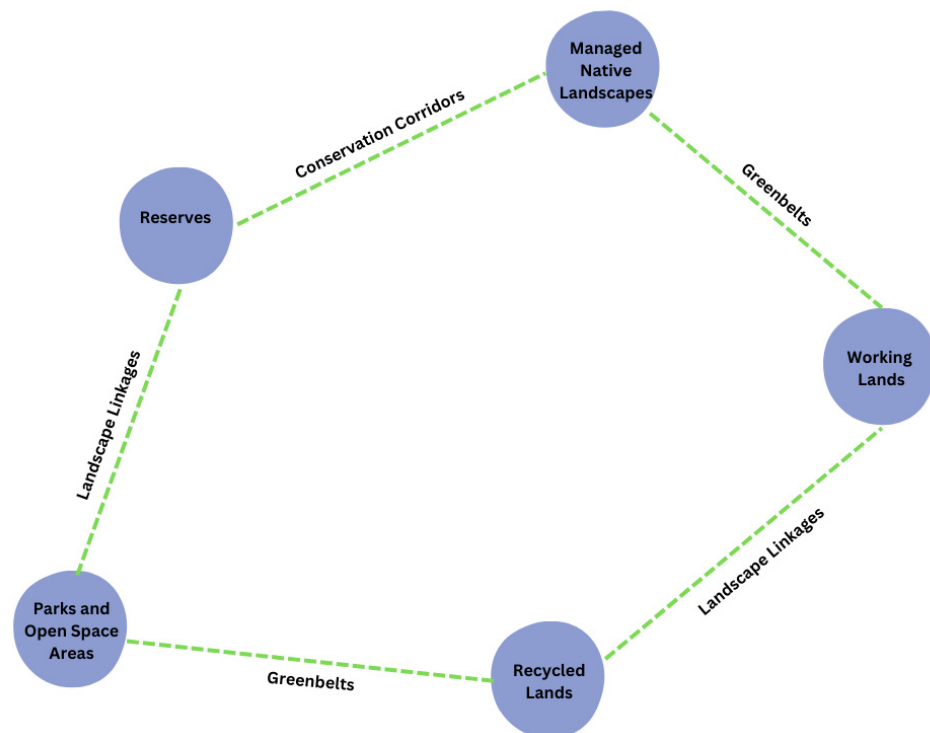 Managed
Native
Landscapes
Conservation Corridors
Greenbelts
Reserves
Working
Lands
Landscape Linkages
Landscape Linkages
Parks and
Open Space
Areas
Greenbelts
Recycled
Lands